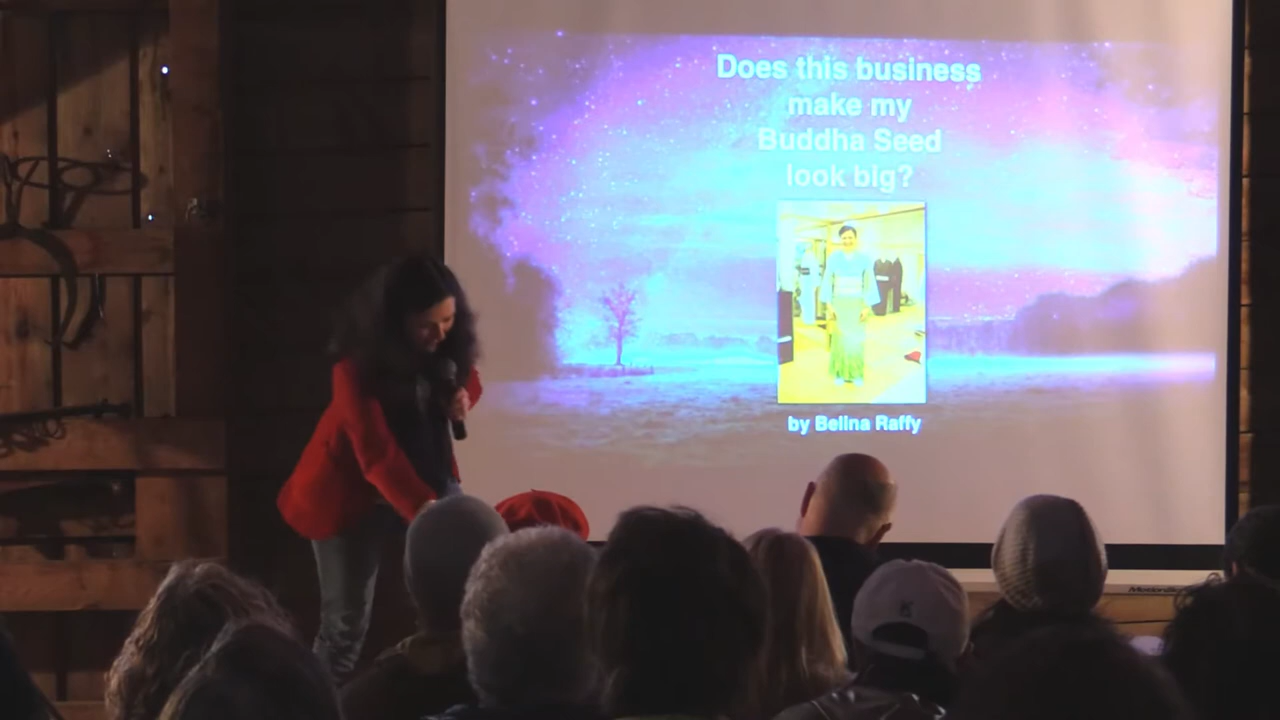 Does this business
make my
Buddha Seed
look big?
by Belina Raffy